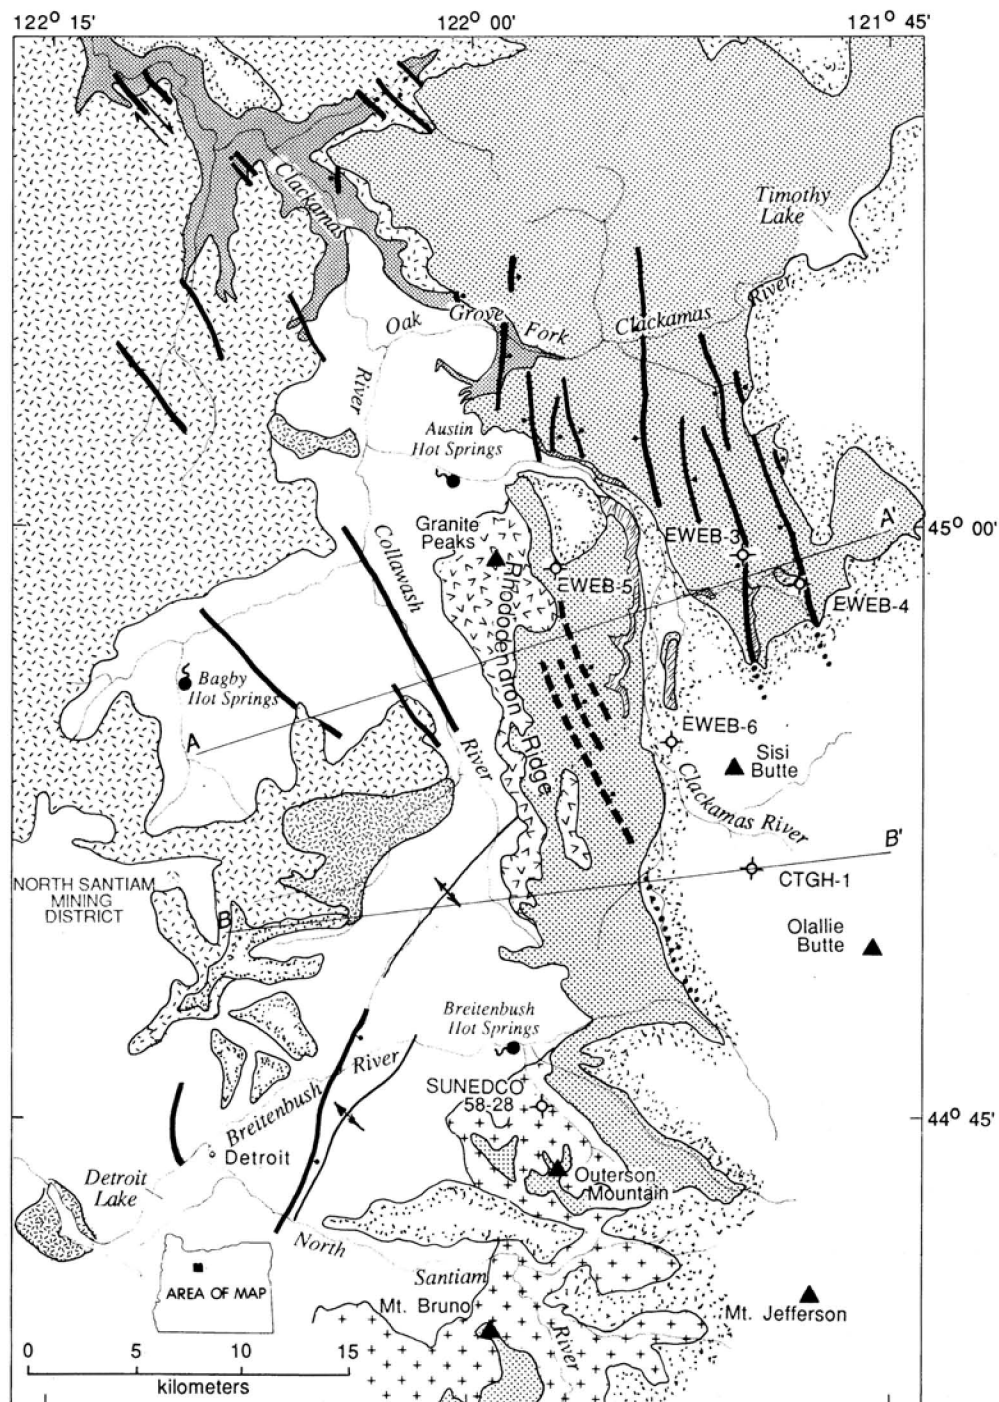 122° 15'
122° 00'
121° 45'
Clackamas
Timothy
Lake
River
Oak
Grove
Fork
Clackamas
River
Austin
Hot Springs
Granite
Peaks
EWEB-3
A'
45° 00'
EWEB-5
EWEB-4
Collawash
Rhododendron
Ridge
Bagby
Hot Springs
A
River
EWEB-6
Sisi
Butte
Clackamas River
B'
NORTH SANTIAM
MINING
DISTRICT
B
CTGH-1
Olallie
Butte
Breitenbush
Hot Springs
Breitenbush
River
SUNEDCO
58-28
44° 45'
Detroit
Outerson
Mountain
Detroit
Lake
North
Santiam
River
AREA OF MAP
Mt. Bruno
Mt. Jefferson
0 5 10 15
kilometers